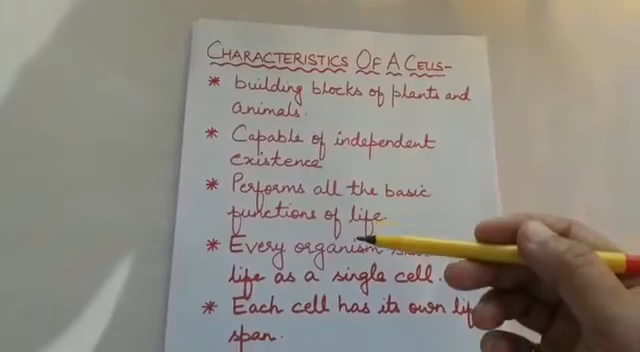 CHARACTERISTICS OF A CELLS-
* building blocks of plants and
animals.
* Capable of independent
existence
* Performs all the basic
functions of life
* Every organism
life as a single cell.
* Each cell has its own
span.